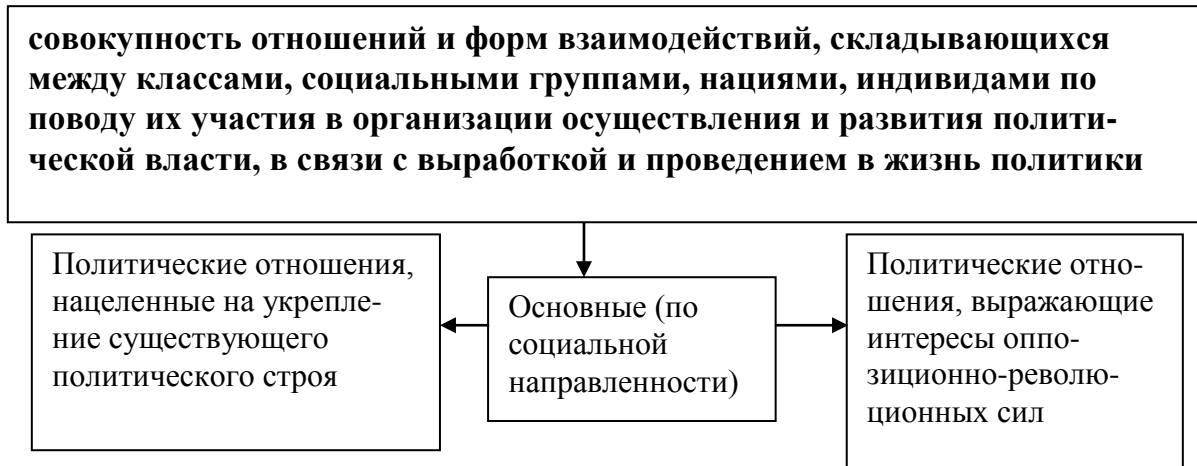 совокупность отношений и форм взаимодействий, складывающихся
между классами, социальными группами, нациями, индивидами по
поводу их участия в организации осуществления и развития полити-
ческой власти, в связи с выработкой и проведением в жизнь политики
Политические отношения,
нацеленные на укрепле-
ние существующего
политического строя
Основные (по
социальной
направленности)
Политические отно-
шения, выражающие
интересы оппо-
зиционно-револю-
ционных сил